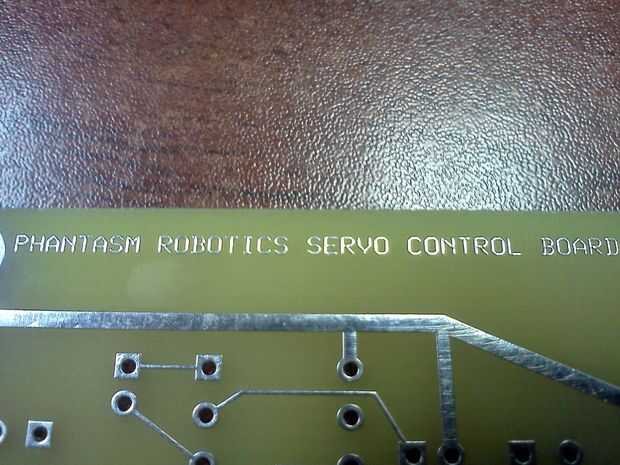 PHANTASM ROBOTICS SERVO CONTROL BOARD